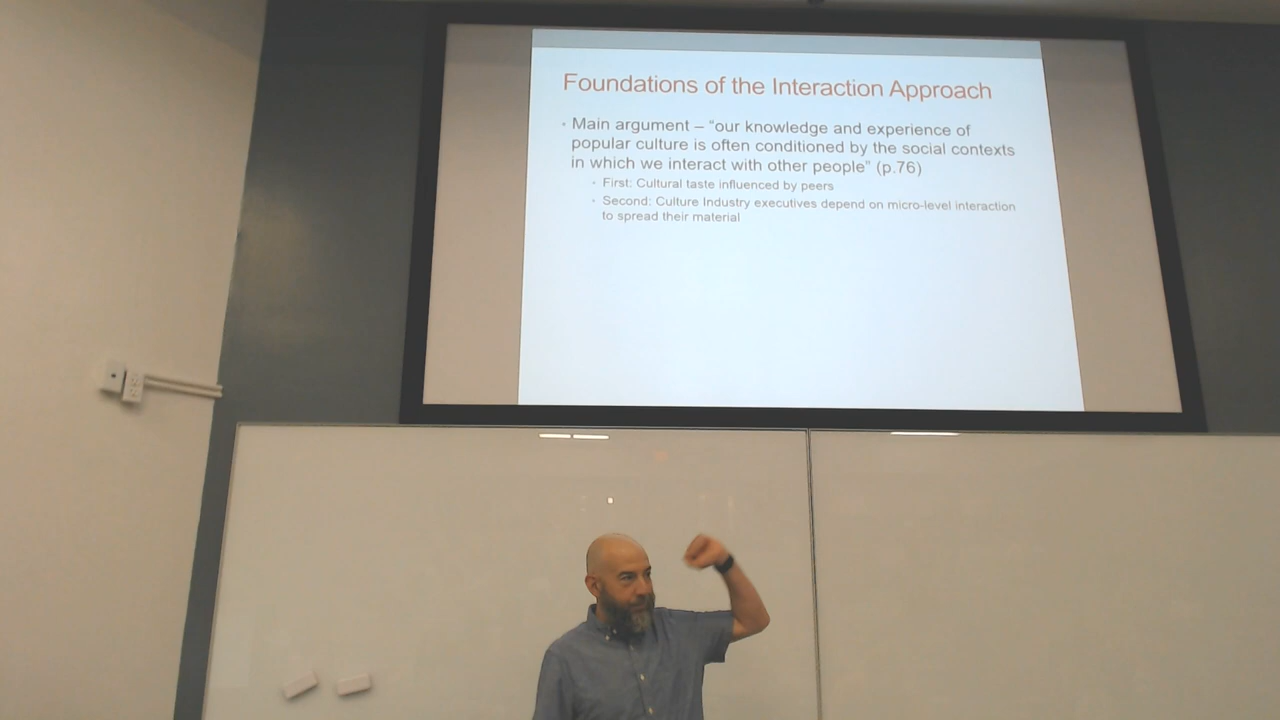 Foundations of the Interaction Approach
• Main argument – "our knowledge and experience of
popular culture is often conditioned by the social contexts
in which we interact with other people" (p.76)
• First: Cultural taste influenced by peers
• Second: Culture Industry executives depend on micro-level interaction
to spread their material